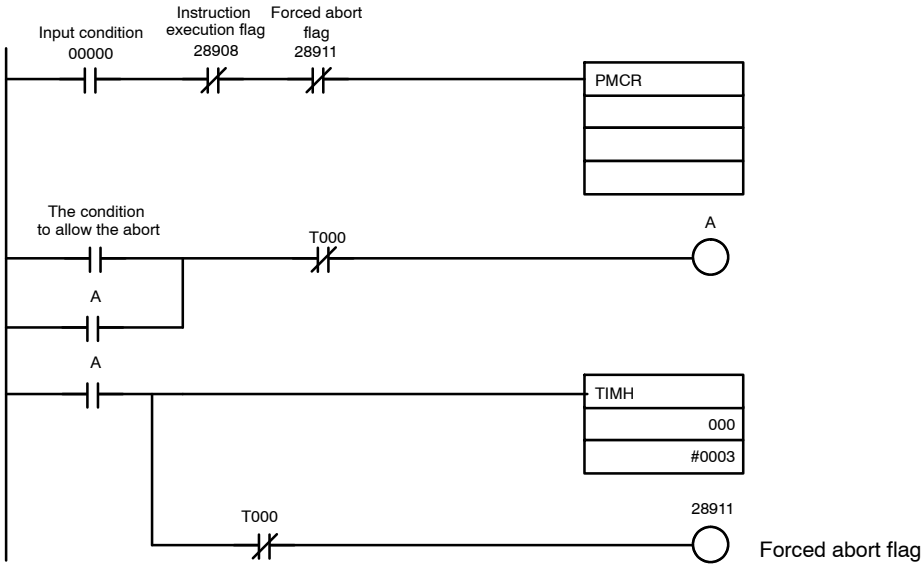 Input condition
00000
Instruction
execution flag
28908
Forced abort
flag
28911
PMCR
The condition
to allow the abort
T000
A
A
A
TIMH
000
#0003
T000
28911
Forced abort flag